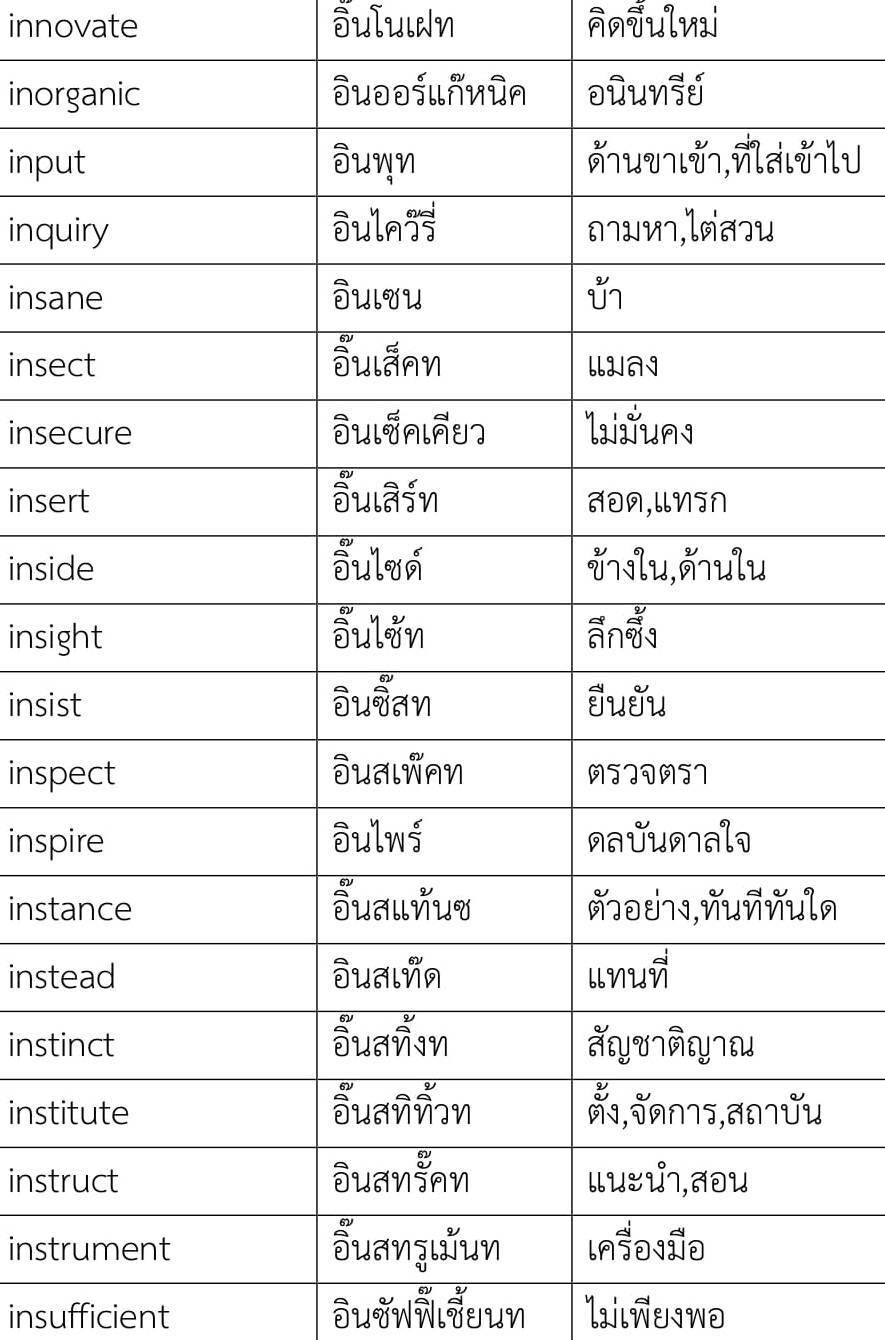 innovate อิ๊นโนเฝท คิดขึ้นใหม่
inorganic อินออร์แก๊หนิค อนินทรีย์
input อินพุท ด้านขาเข้า,ที่ใส่เข้าไป
inquiry อินไคว๊รี่ ถามหา,ไต่สวน
insane อินเซน บ้า
insect อิ๊นเส็คท แมลง
insecure อินเซ็คเคียว ไม่มั่นคง
insert อิ๊นเสิร์ท สอด,แทรก
inside อิ๊นไซด์ ข้างใน,ด้านใน
insight อิ๊นไซ้ท ลึกซึ้ง
insist อินซิ๊สท ยืนยัน
inspect อินสเพ๊คท ตรวจตรา
inspire อินไพร์ ดลบันดาลใจ
instance อิ๊นสแท้นซ ตัวอย่าง,ทันทีทันใด
instead อินสเท๊ด แทนที่
instinct อิ๊นสทิ้งท สัญชาติญาณ
institute อิ๊นสทิทิ้วท ตั้ง,จัดการ,สถาบัน
instruct อินสทรั๊คท แนะนำ,สอน
instrument อิ๊นสทรูเม้นท เครื่องมือ
insufficient อินซัฟฟิ๊เชี้ยนท ไม่เพียงพอ